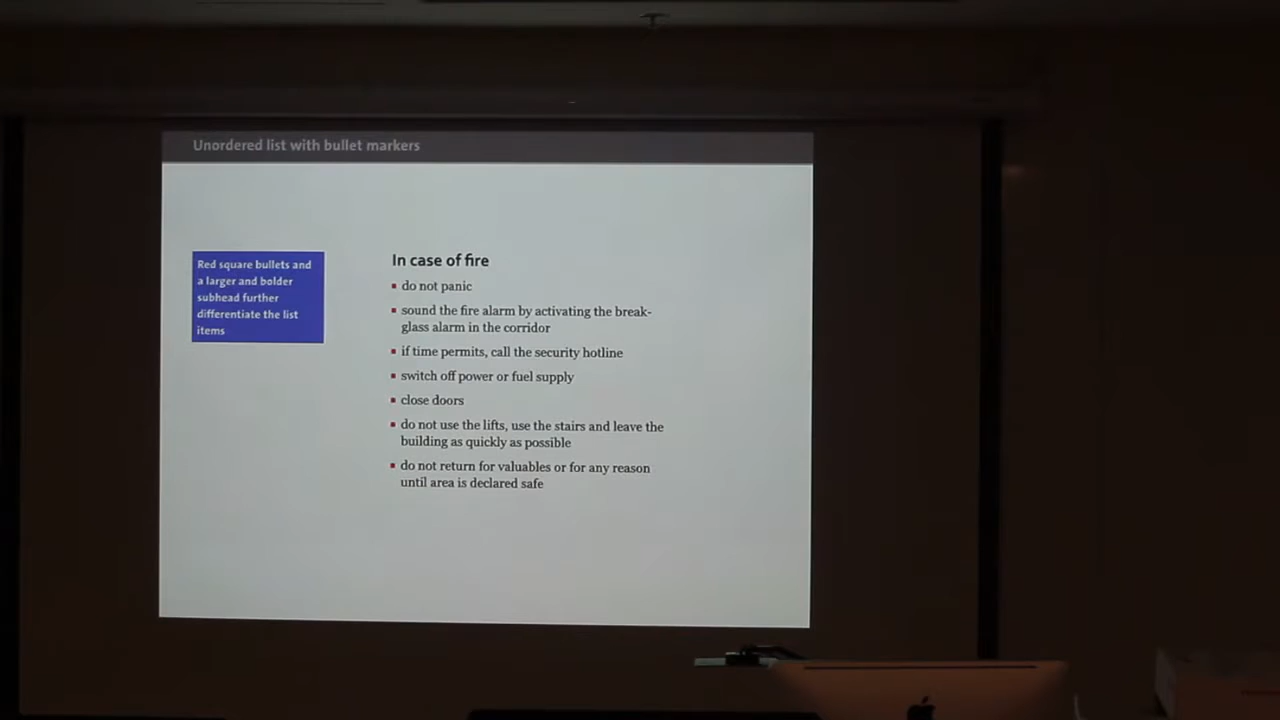 Unordered list with bullet markers
Red square bullets and
a larger and bolder
subhead further
differentiate the list
items
In case of fire
▪ do not panic
▪ sound the fire alarm by activating the break-
glass alarm in the corridor
▪ if time permits, call the security hotline
▪ switch off power or fuel supply
▪ close doors
▪ do not use the lifts, use the stairs and leave the
building as quickly as possible
▪ do not return for valuables or for any reason
until area is declared safe